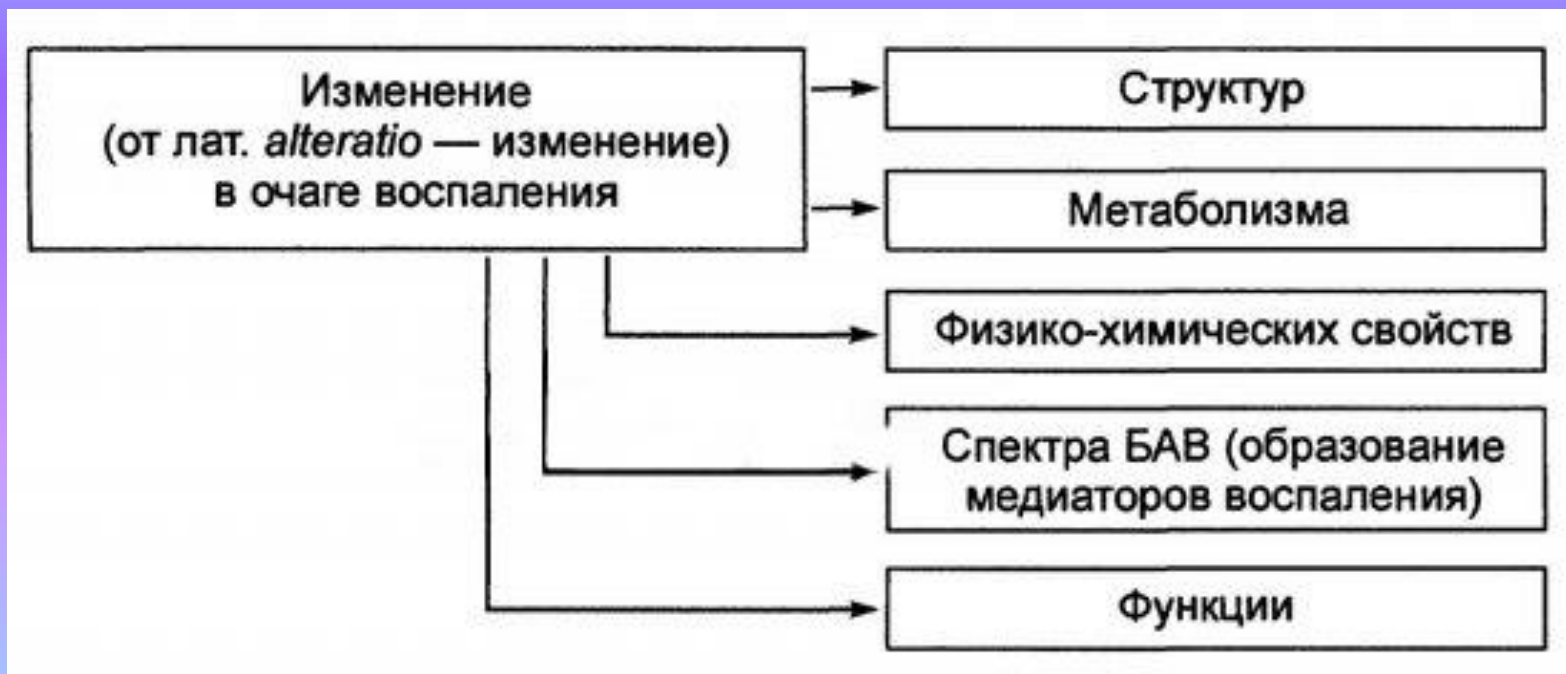 Изменение
(от лат. alteratio — изменение)
в очаге воспаления
Структур
Метаболизма
Физико-химических свойств
Спектра БАВ (образование
медиаторов воспаления)
Функции